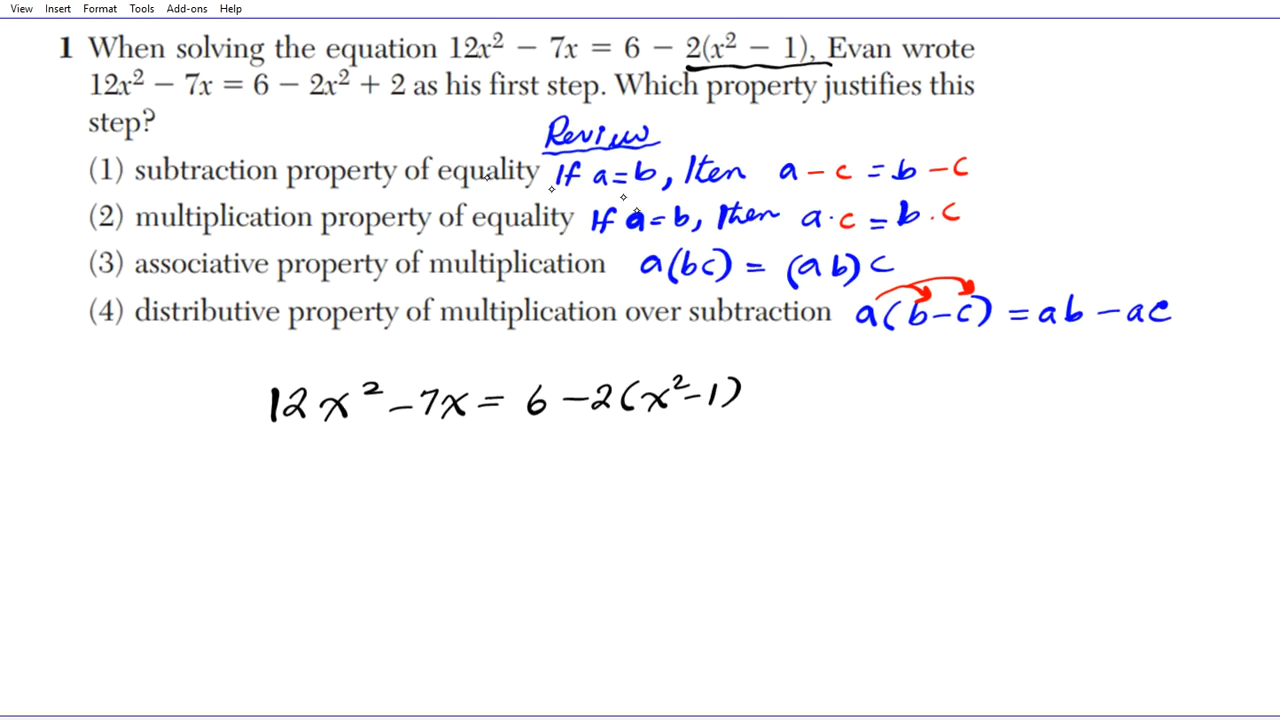 View Insert Format Tools Add-ons Help
1 When solving the equation 12x² − 7x = 6 − 2(x² − 1), Evan wrote
12x² − 7x = 6 − 2x² + 2 as his first step. Which property justifies this
step?
Review
(1) subtraction property of equality If a = b, then a − c = b − c
(2) multiplication property of equality If a = b, then a · c = b · c
(3) associative property of multiplication a(bc) = (ab)c
(4) distributive property of multiplication over subtraction a(b − c) = ab − ac
12x² − 7x = 6 − 2(x² − 1)